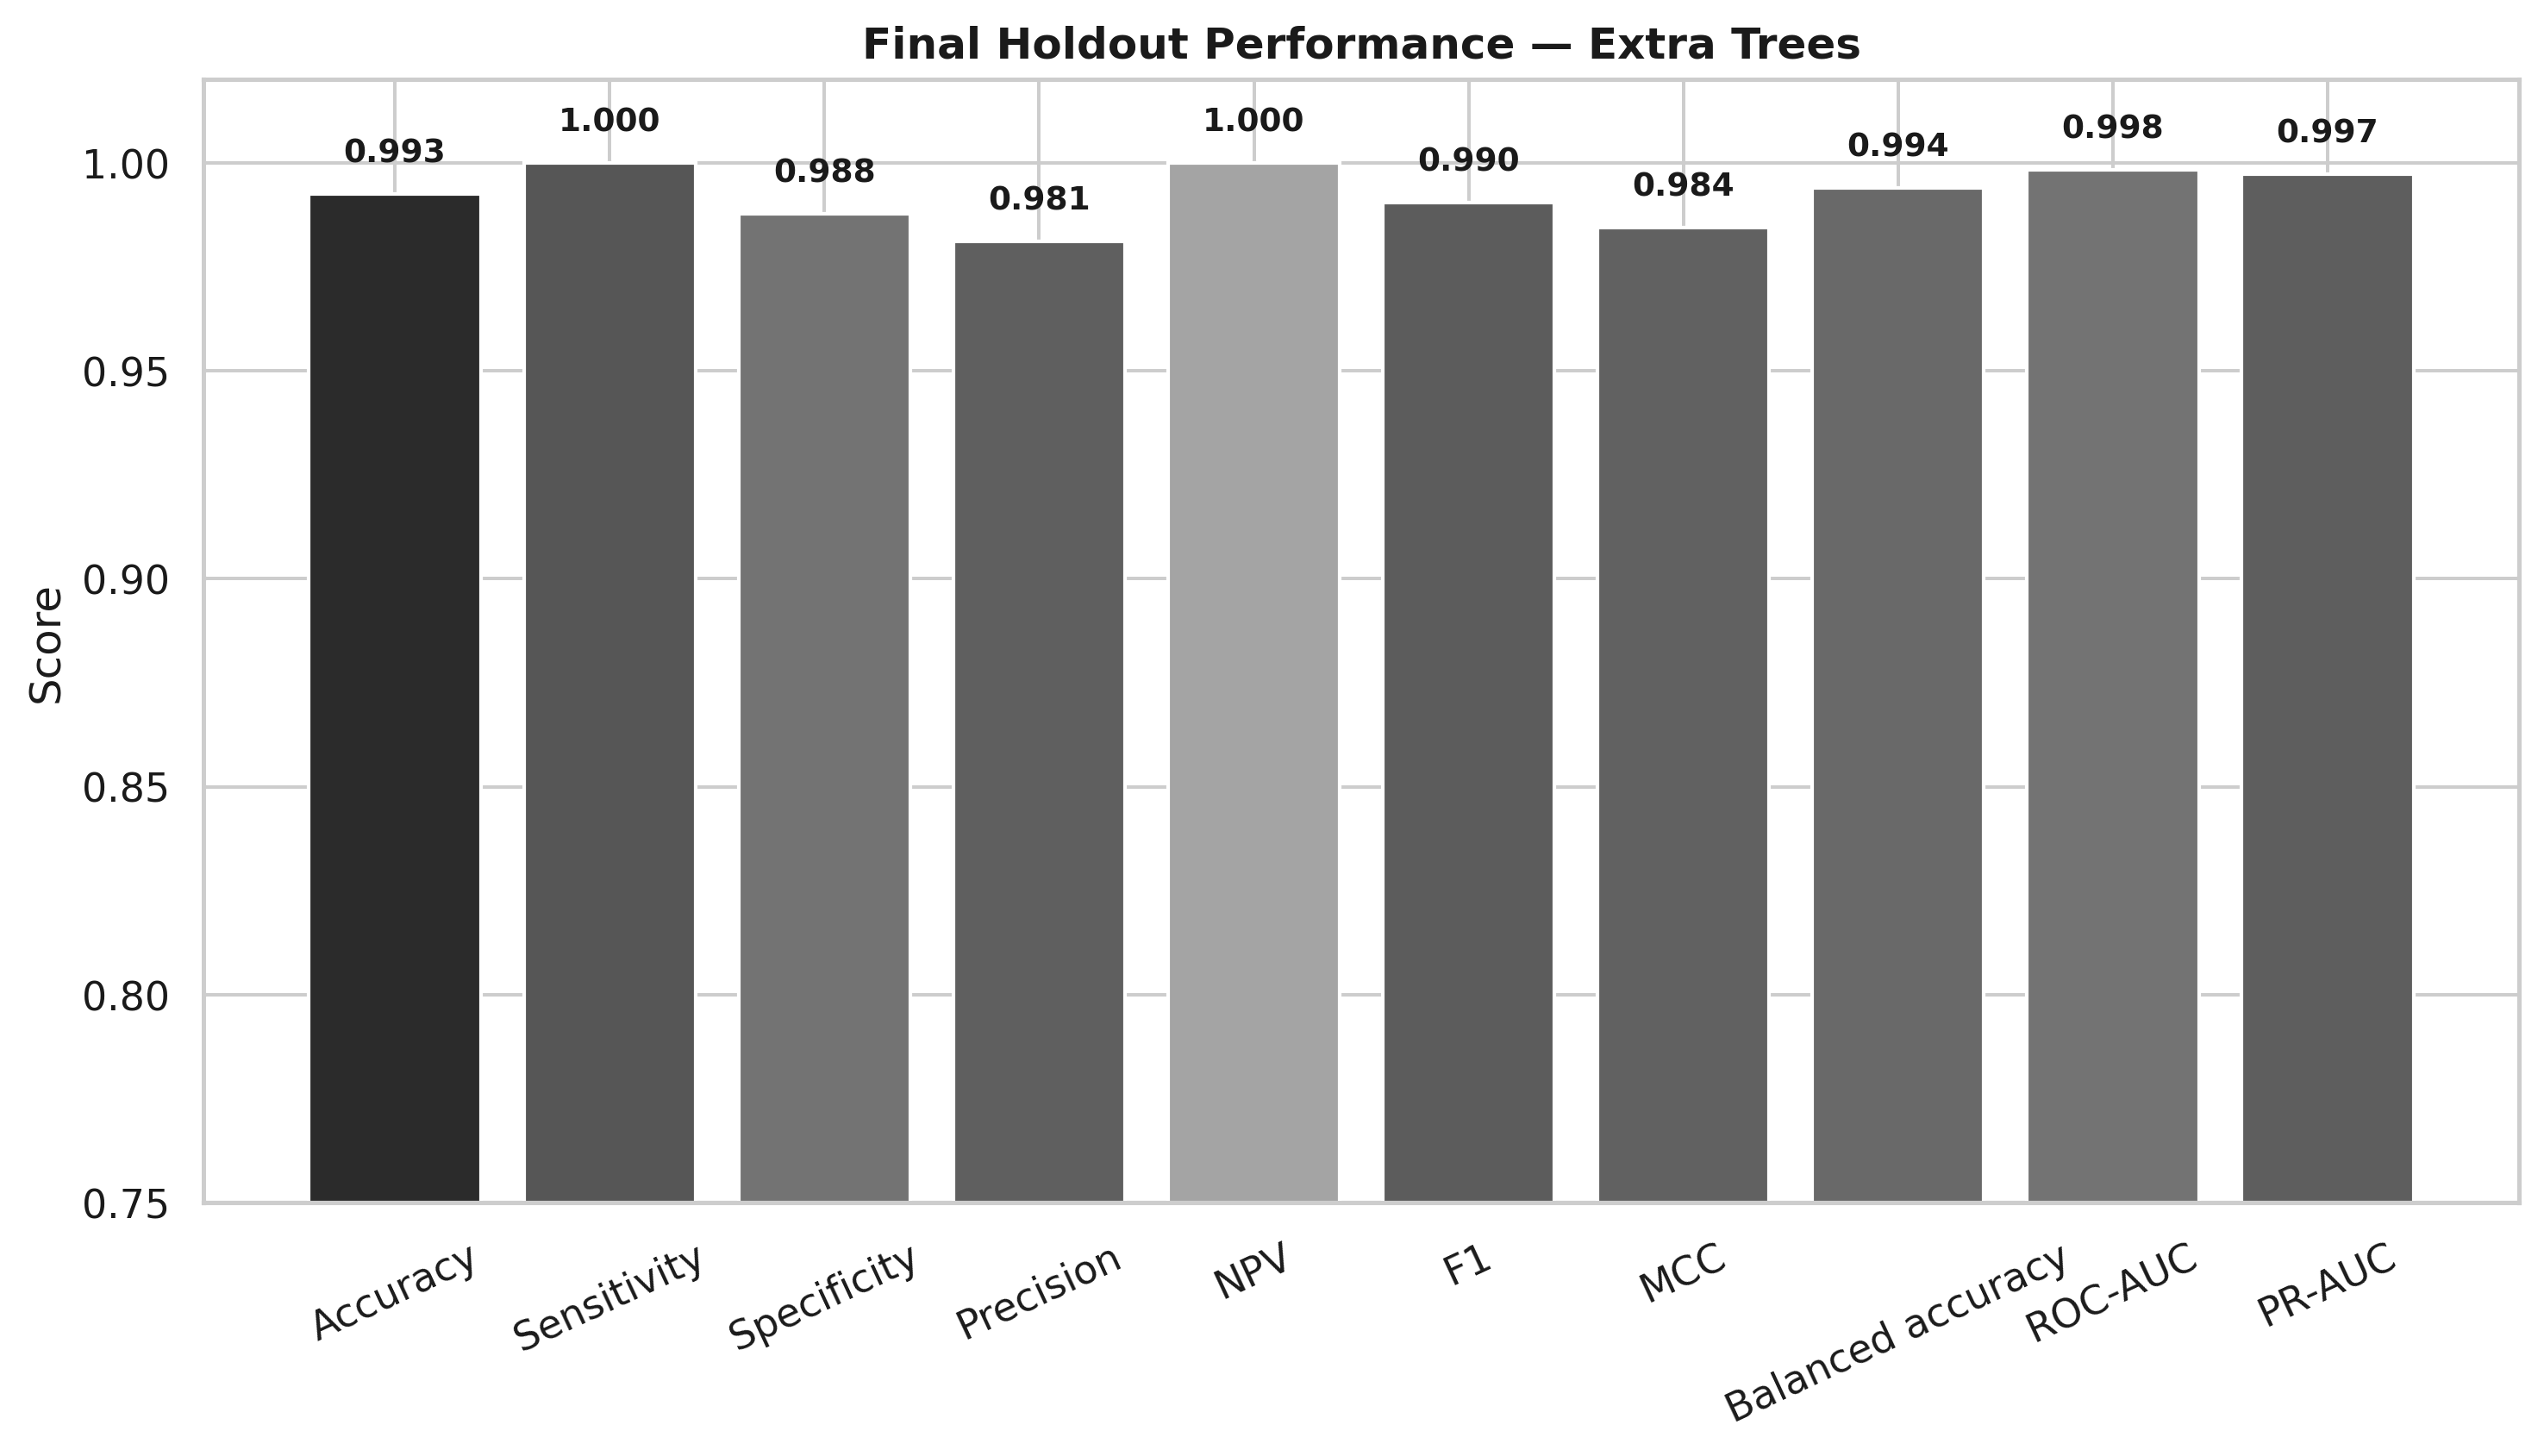 Final Holdout Performance — Extra Trees
Score
1.00
0.95
0.90
0.85
0.80
0.75
0.993
1.000
0.988
0.981
1.000
0.990
0.984
0.994
0.998
0.997
Accuracy
Sensitivity
Specificity
Precision
NPV
F1
MCC
Balanced accuracy
ROC-AUC
PR-AUC